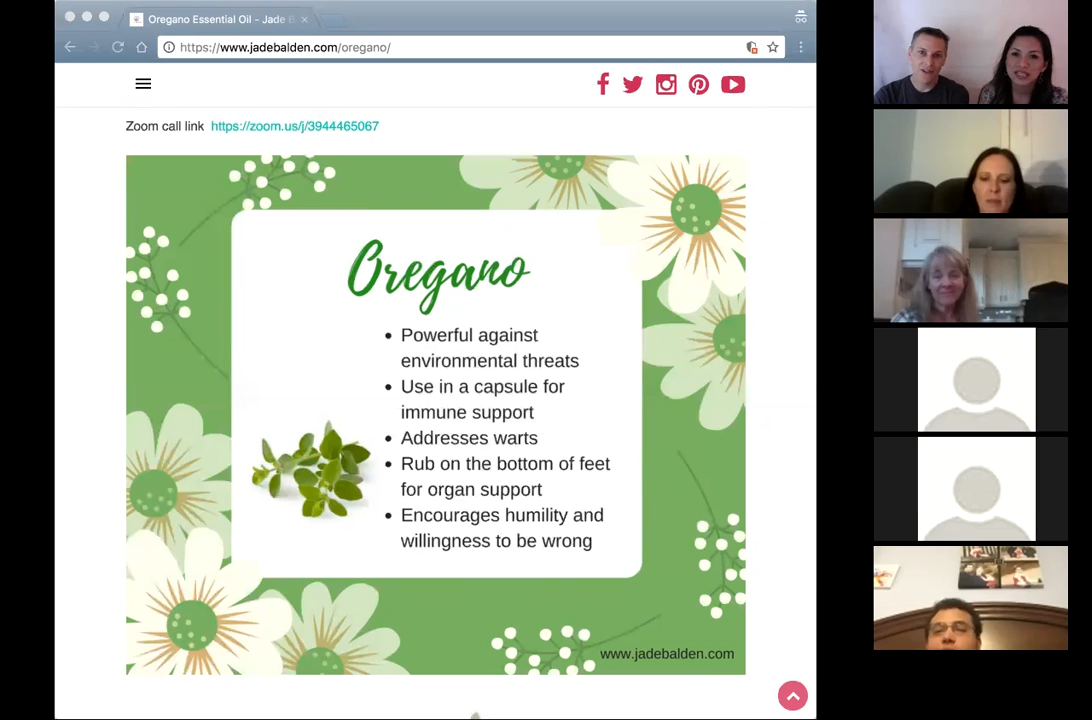 Oregano Essential Oil - Jade B
https://www.jadebalden.com/oregano/
Zoom call link https://zoom.us/j/3944465067
Oregano
• Powerful against
environmental threats
• Use in a capsule for
immune support
• Addresses warts
• Rub on the bottom of feet
for organ support
• Encourages humility and
willingness to be wrong
www.jadebalden.com